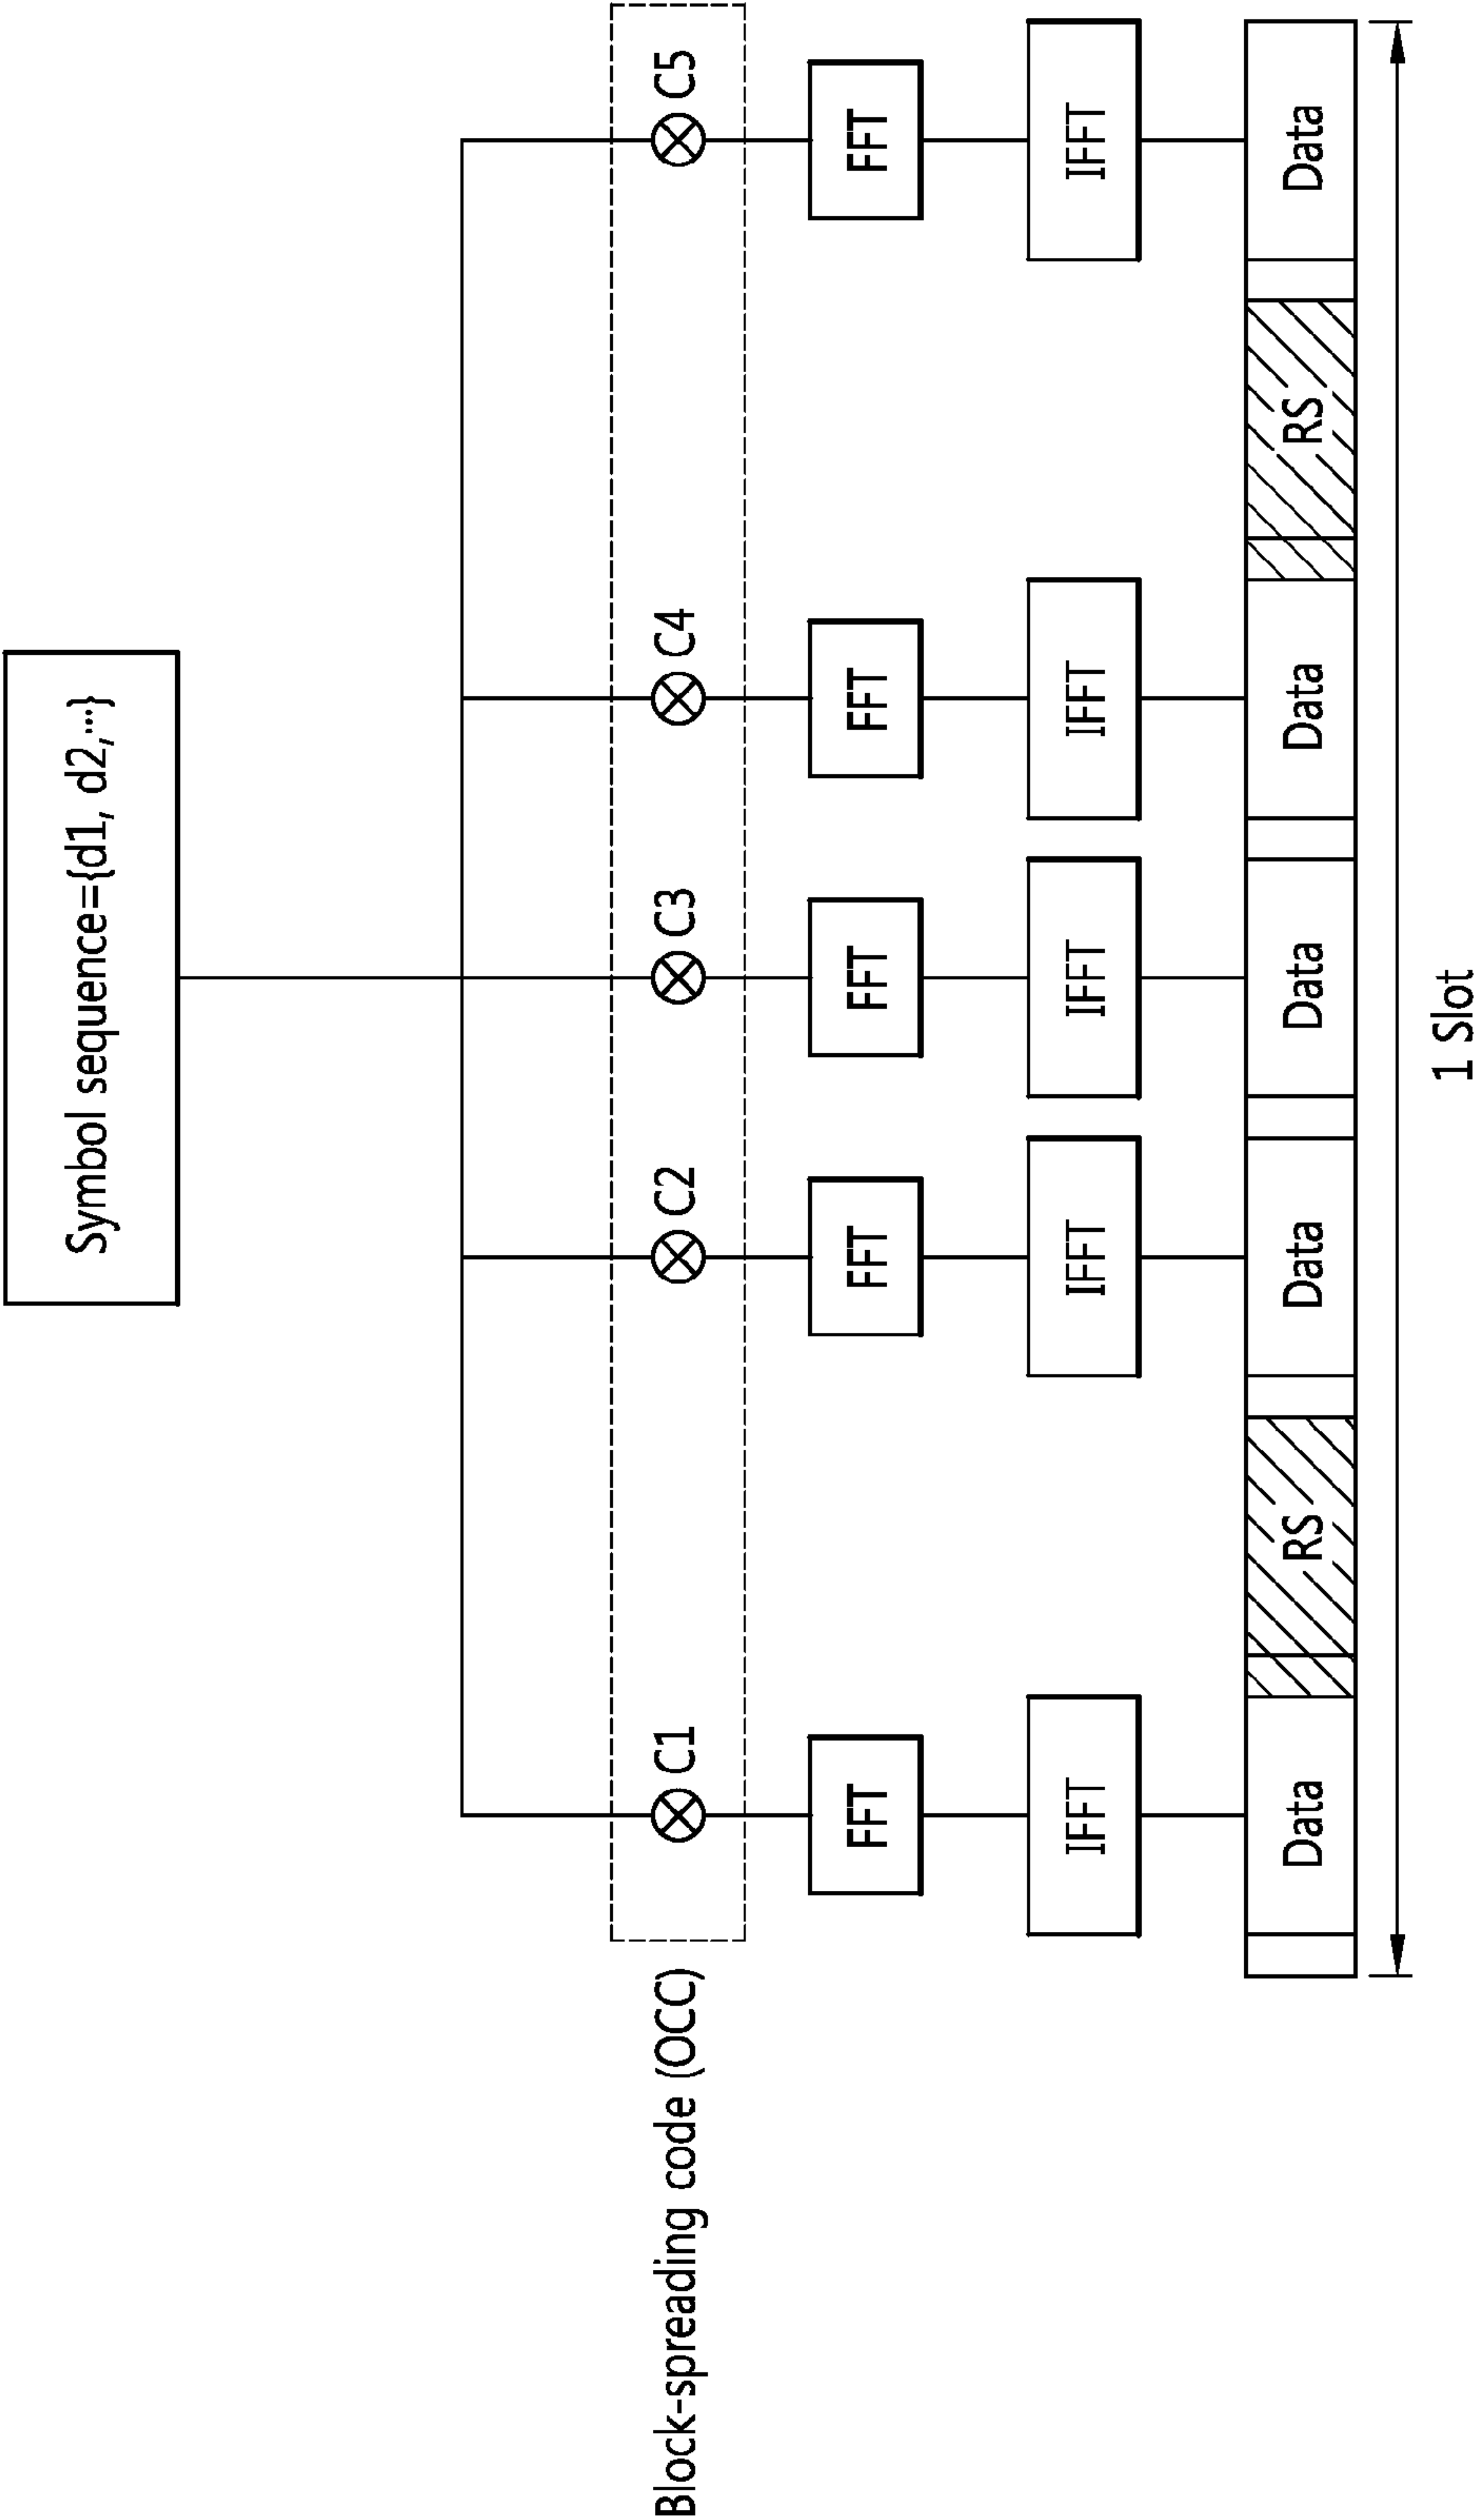 Symbol sequence={d1, d2,…}
Block-spreading code (OCC)
C1
C2
C3
C4
C5
FFT
FFT
FFT
FFT
FFT
IFFT
IFFT
IFFT
IFFT
IFFT
Data
RS
Data
Data
Data
RS
Data
1 Slot